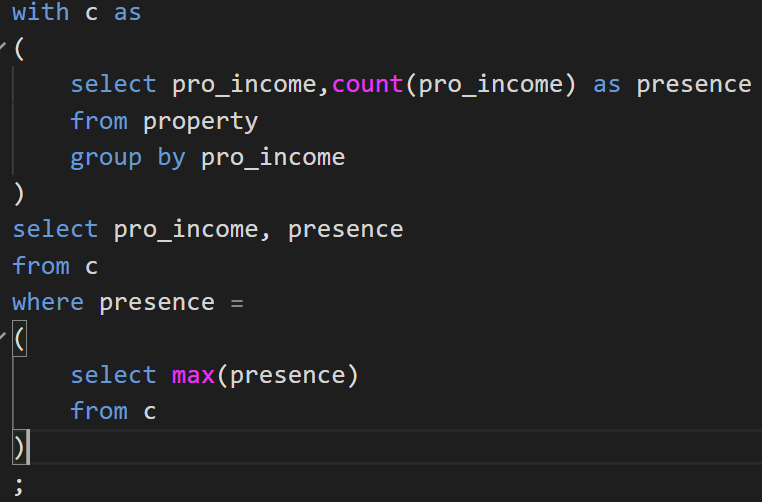 with c as
(
select pro_income,count(pro_income) as presence
from property
group by pro_income
)
select pro_income, presence
from c
where presence =
(
select max(presence)
from c
)
;